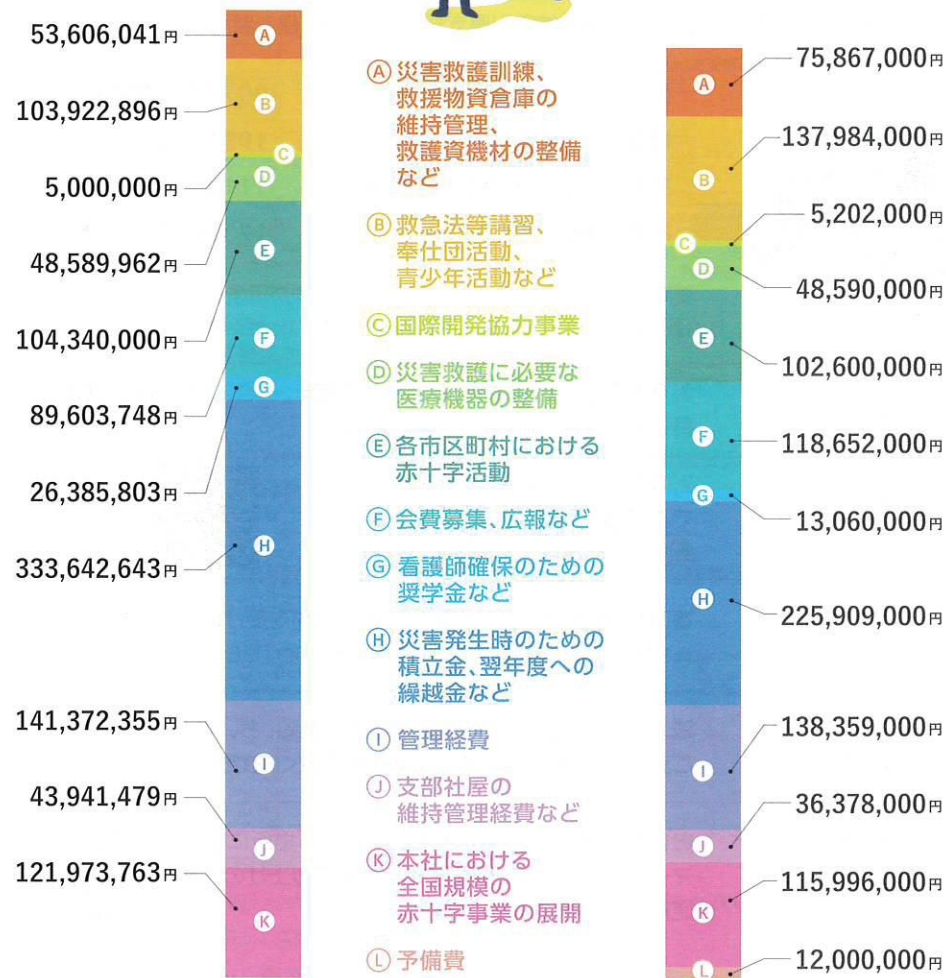 53,606,041円
103,922,896円
5,000,000円
48,589,962円
104,340,000円
89,603,748円
26,385,803円
333,642,643円
141,372,355円
43,941,479円
121,973,763円
A
B
C
D
E
F
G
H
I
J
K
Ⓐ災害救護訓練、
救援物資倉庫の
維持管理、
救護資機材の整備
など
Ⓑ救急法等講習、
奉仕団活動、
青少年活動など
Ⓒ国際開発協力事業
Ⓓ災害救護に必要な
医療機器の整備
Ⓔ各市区町村における
赤十字活動
Ⓕ会費募集、広報など
Ⓖ看護師確保のための
奨学金など
Ⓗ災害発生時のための
積立金、翌年度への
繰越金など
Ⓘ管理経費
Ⓙ支部社屋の
維持管理経費など
Ⓚ本社における
全国規模の
赤十字事業の展開
Ⓛ予備費
A
B
C
D
E
F
G
H
I
J
K
L
75,867,000円
137,984,000円
5,202,000円
48,590,000円
102,600,000円
118,652,000円
13,060,000円
225,909,000円
138,359,000円
36,378,000円
115,996,000円
12,000,000円